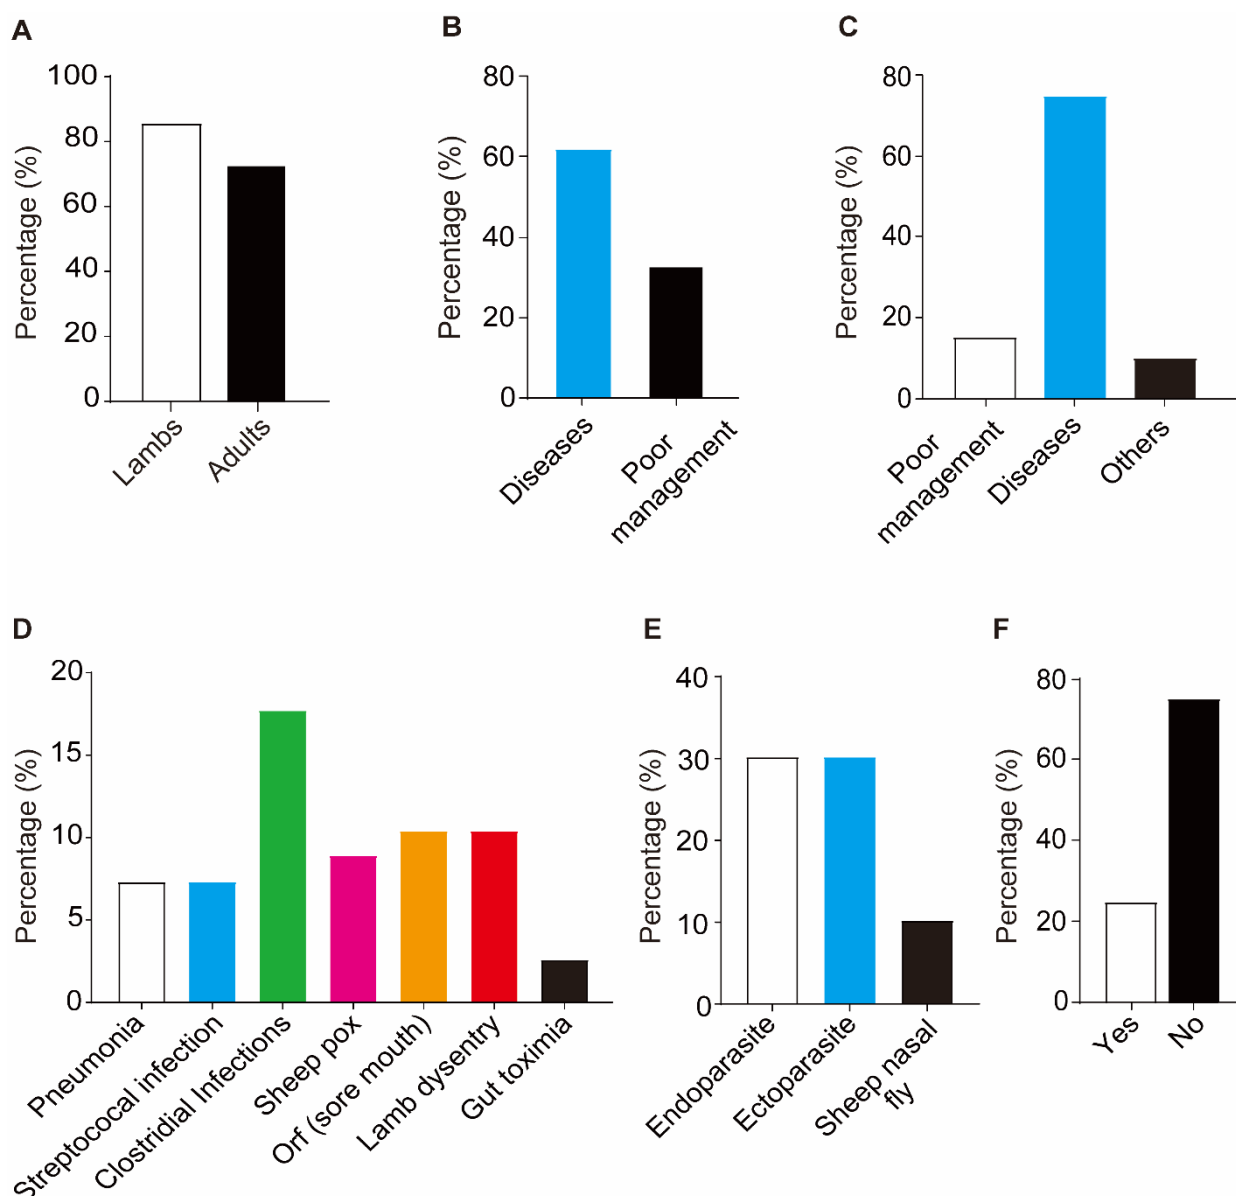 A
Percentage (%)
100
80
60
40
20
0
Lambs
Adults
B
Percentage (%)
80
60
40
20
0
Diseases
Poor
management
C
Percentage (%)
80
60
40
20
0
Poor
management
Diseases
Others
D
Percentage (%)
20
15
10
5
0
Pneumonia
Streptococal infection
Clostridial Infections
Sheep pox
Orf (sore mouth)
Lamb dysentry
Gut toximia
E
Percentage (%)
40
30
20
10
0
Endoparasite
Ectoparasite
Sheep nasal
fly
F
Percentage (%)
80
60
40
20
0
Yes
No